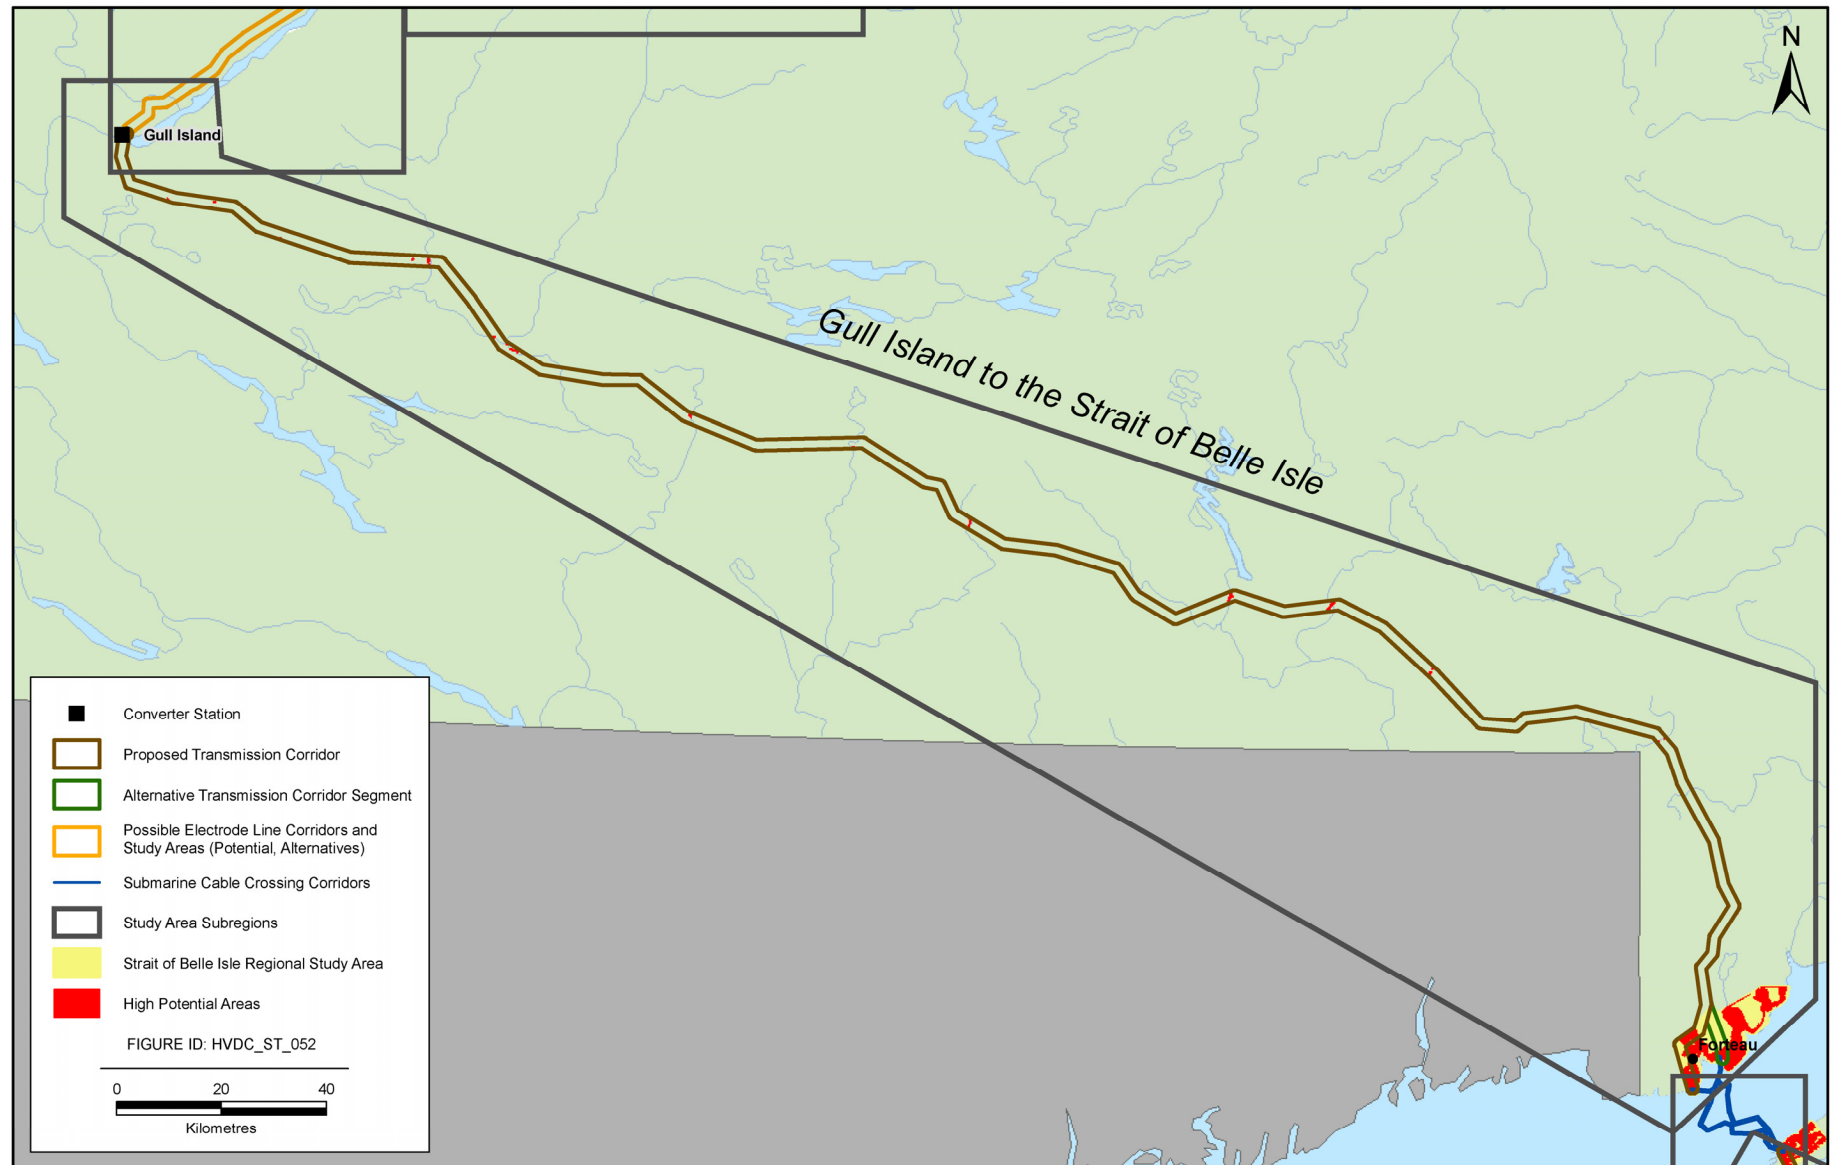 N
Gull Island
Gull Island to the Strait of Belle Isle
Converter Station
Proposed Transmission Corridor
Alternative Transmission Corridor Segment
Possible Electrode Line Corridors and
Study Areas (Potential, Alternatives)
Submarine Cable Crossing Corridors
Study Area Subregions
Strait of Belle Isle Regional Study Area
High Potential Areas
FIGURE ID: HVDC_ST_052
0 20 40
Kilometres
Forteau